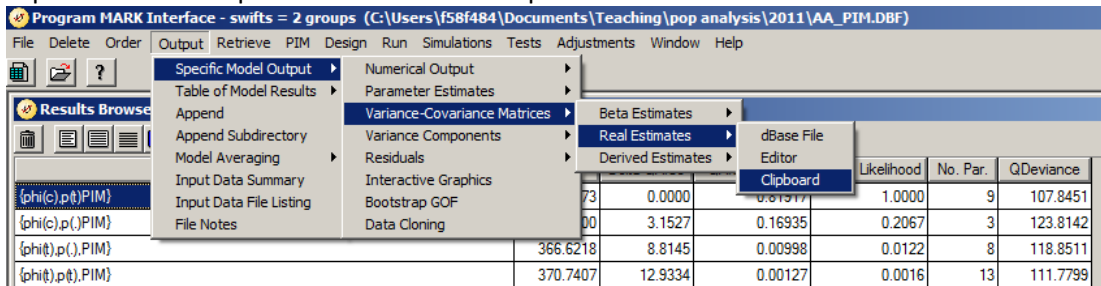 Program MARK Interface - swifts = 2 groups (C:\Users\f58f484\Documents\Teaching\pop analysis\2011\AA_PIM.DBF)
File Delete Order Output Retrieve PIM Design Run Simulations Tests Adjustments Window Help
Specific Model Output Numerical Output
Table of Model Results Parameter Estimates
Results Browse Append Variance-Covariance Matrices Beta Estimates
Append Subdirectory Variance Components Real Estimates dBase File
Model Averaging Residuals Derived Estimates Editor
Input Data Summary Interactive Graphics Clipboard Likelihood No. Par. QDeviance
{phi(c),p(t)PIM} Input Data File Listing Bootstrap GOF 73 0.0000 1.0000 9 107.8451
{phi(c),p(.)PIM} File Notes Data Cloning 00 3.1527 0.16935 0.2067 3 123.8142
{phi(t),p(.),PIM} 366.6218 8.8145 0.00998 0.0122 8 118.8511
{phi(t),p(t),PIM} 370.7407 12.9334 0.00127 0.0016 13 111.7799